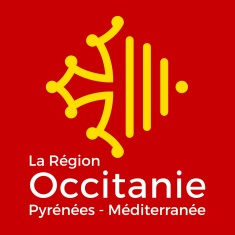 La Région
Occitanie
Pyrénées - Méditerranée